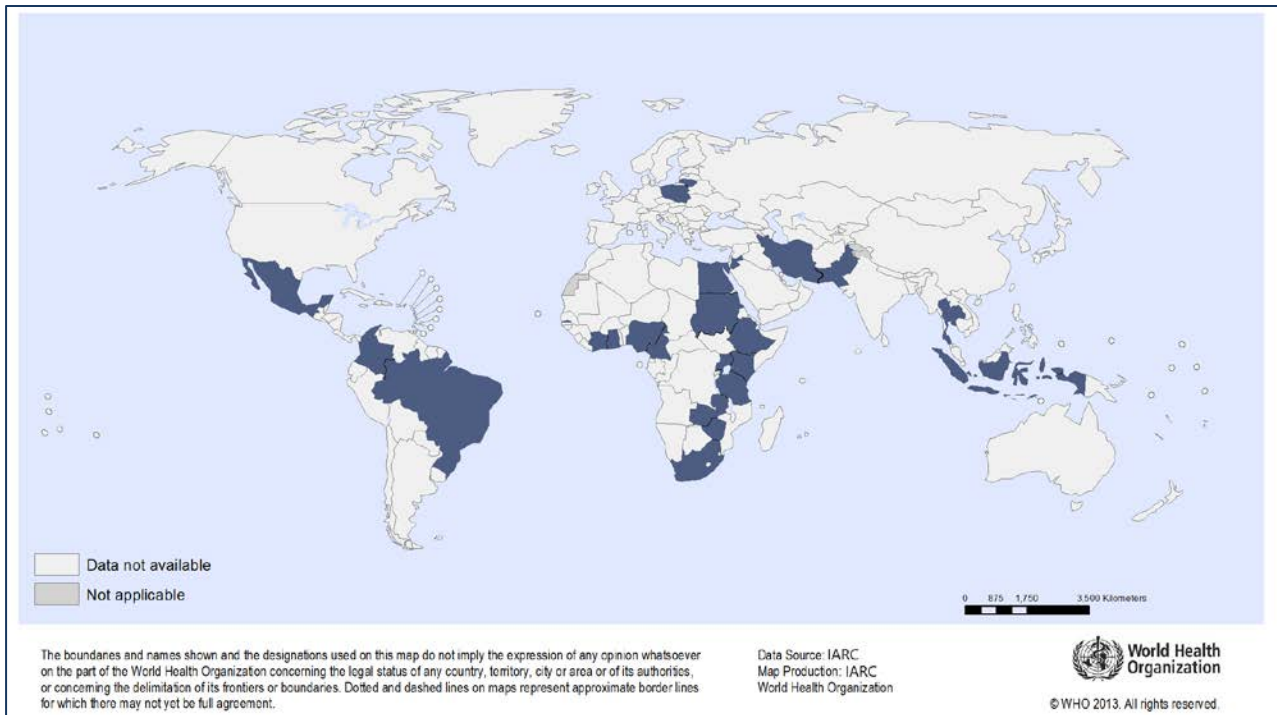 Data not available
Not applicable
0 875 1,750 3,500 Kilometers
The boundaries and names shown and the designations used on this map do not imply the expression of any opinion whatsoever
on the part of the World Health Organization concerning the legal status of any country, territory, city or area or of its authorities,
or concerning the delimitation of its frontiers or boundaries. Dotted and dashed lines on maps represent approximate border lines
for which there may not yet be full agreement.
Data Source: IARC
Map Production: IARC
World Health Organization
World Health
Organization
© WHO 2013. All rights reserved.